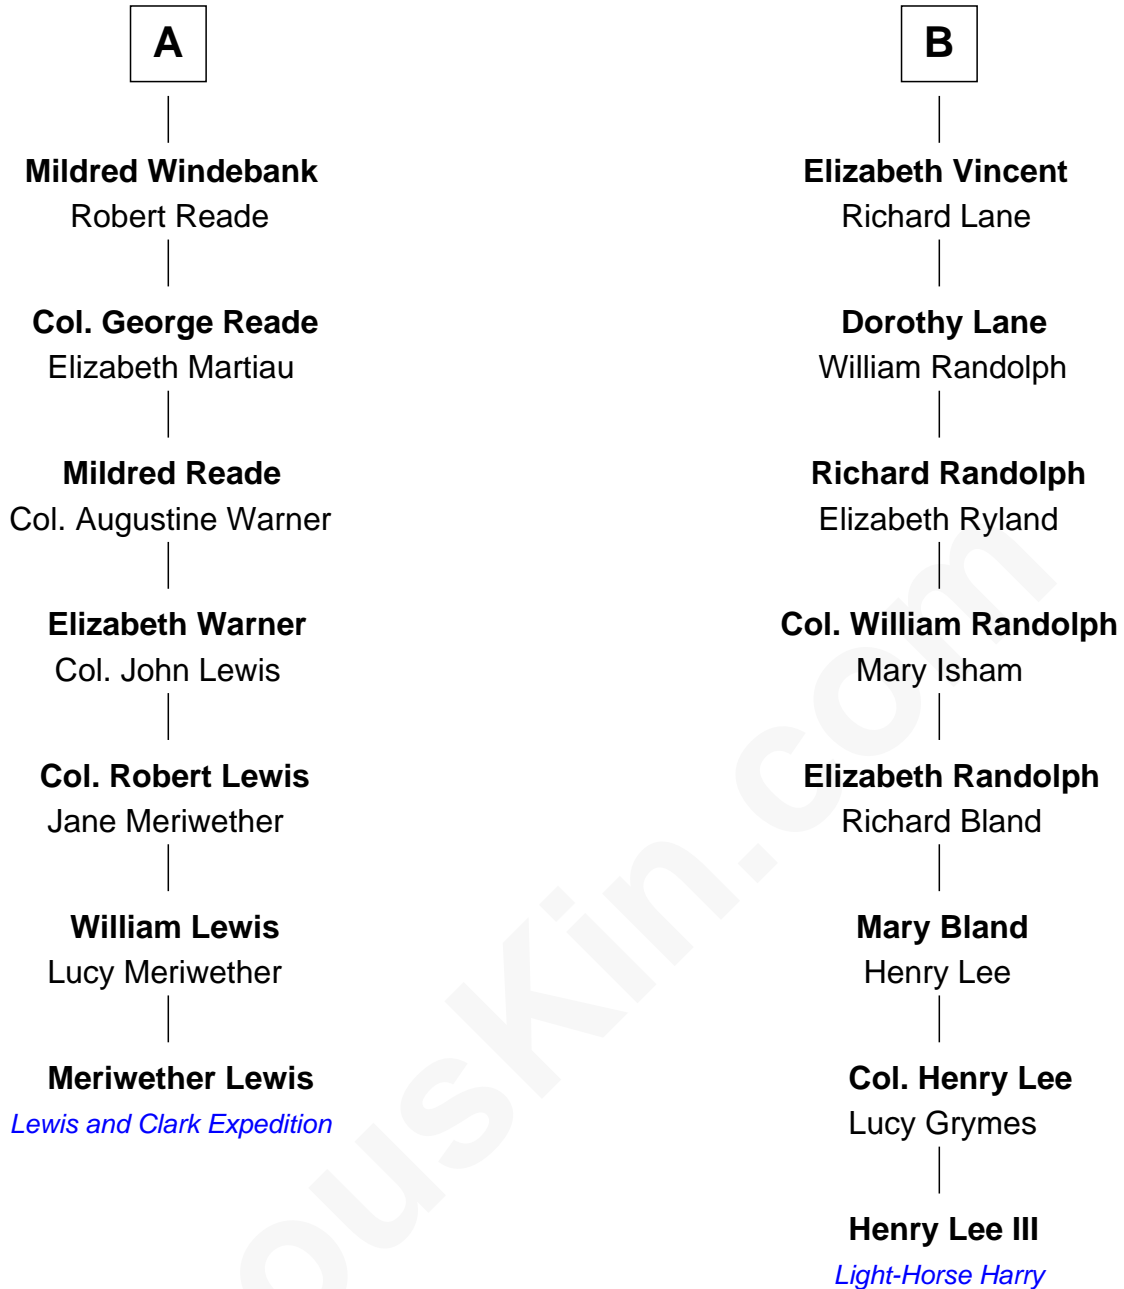 A
Mildred Windebank
Robert Reade
Col. George Reade
Elizabeth Martiau
Mildred Reade
Col. Augustine Warner
Elizabeth Warner
Col. John Lewis
Col. Robert Lewis
Jane Meriwether
William Lewis
Lucy Meriwether
Meriwether Lewis
Lewis and Clark Expedition
B
Elizabeth Vincent
Richard Lane
Dorothy Lane
William Randolph
Richard Randolph
Elizabeth Ryland
Col. William Randolph
Mary Isham
Elizabeth Randolph
Richard Bland
Mary Bland
Henry Lee
Col. Henry Lee
Lucy Grymes
Henry Lee III
Light-Horse Harry
ousKin.com